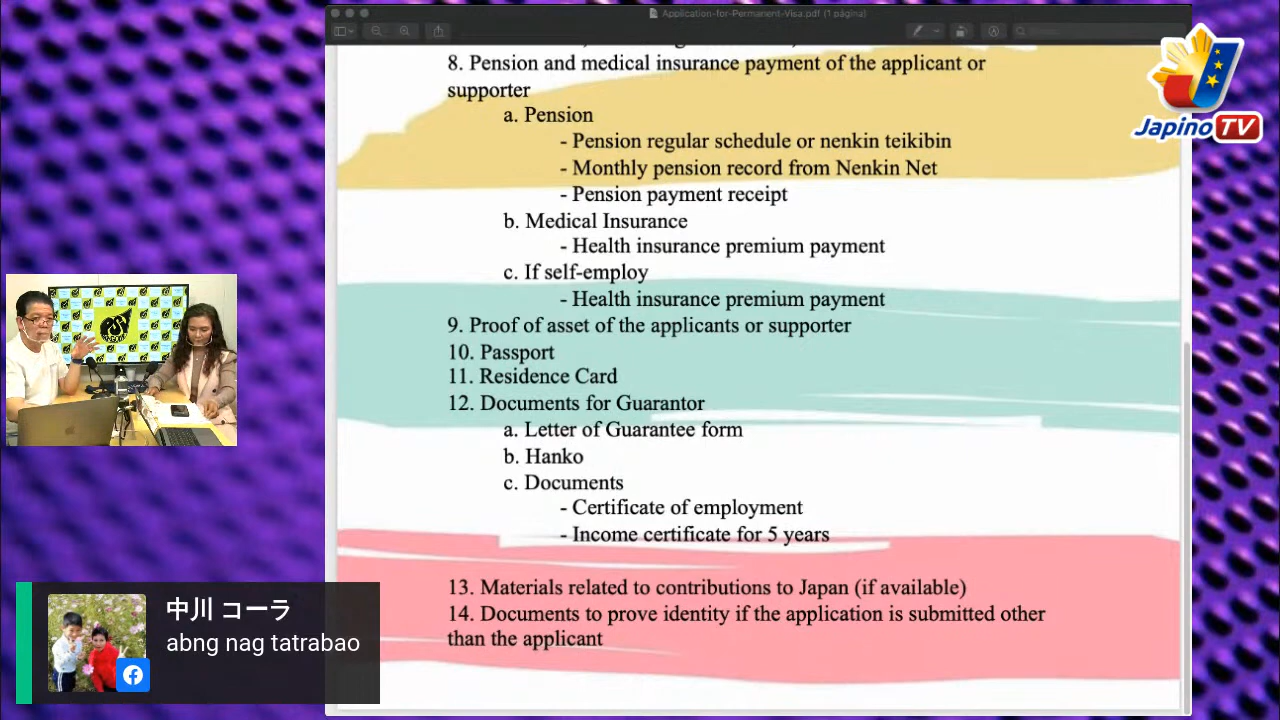 Application-for-Permanent-Visa.pdf (1 página)
8. Pension and medical insurance payment of the applicant or
supporter
a. Pension
- Pension regular schedule or nenkin teikibin
- Monthly pension record from Nenkin Net
- Pension payment receipt
b. Medical Insurance
- Health insurance premium payment
c. If self-employ
- Health insurance premium payment
9. Proof of asset of the applicants or supporter
10. Passport
11. Residence Card
12. Documents for Guarantor
a. Letter of Guarantee form
b. Hanko
c. Documents
- Certificate of employment
- Income certificate for 5 years
13. Materials related to contributions to Japan (if available)
14. Documents to prove identity if the application is submitted other
than the applicant
Japino TV
中川 コーラ
abng nag tatrabao